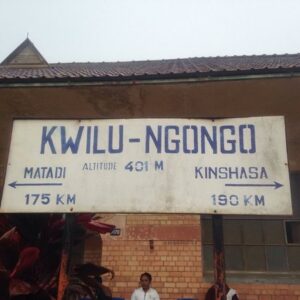 KWILU-NGONGO
ALTITUDE 401 M
MATADI KINSHASA
175 KM 190 KM